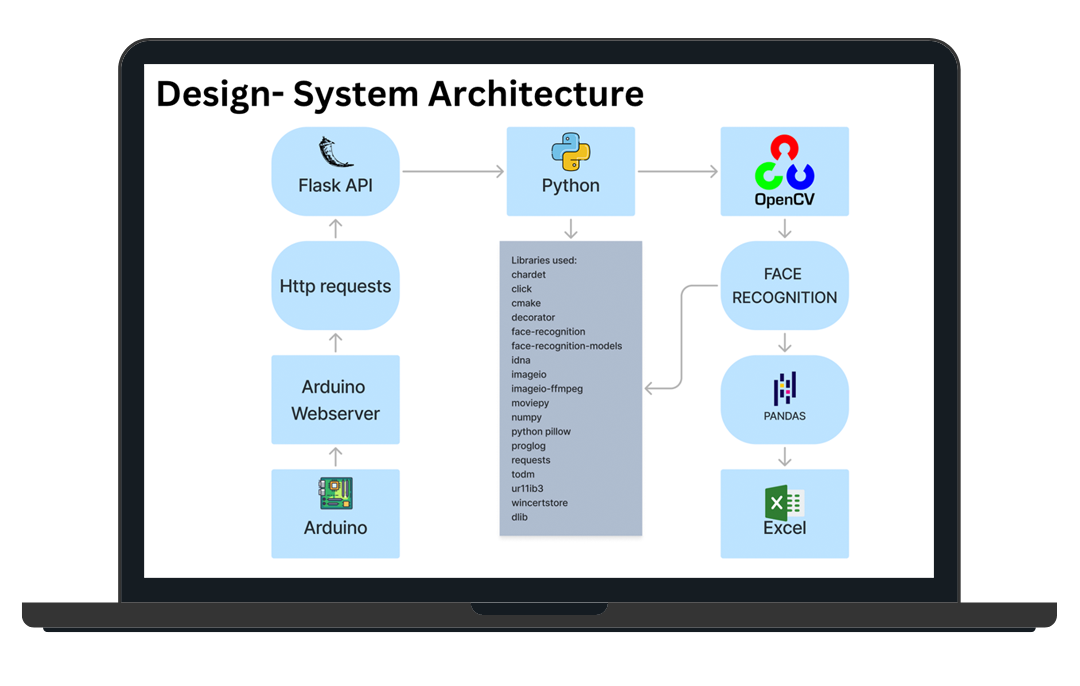 Design- System Architecture
Flask API
Python
OpenCV
Http requests
Libraries used:
chardet
click
cmake
decorator
face-recognition
face-recognition-models
idna
imageio
imageio-ffmpeg
moviepy
numpy
python pillow
proglog
requests
todm
ur11ib3
wincertstore
dlib
FACE
RECOGNITION
Arduino
Webserver
PANDAS
Arduino
X
Excel